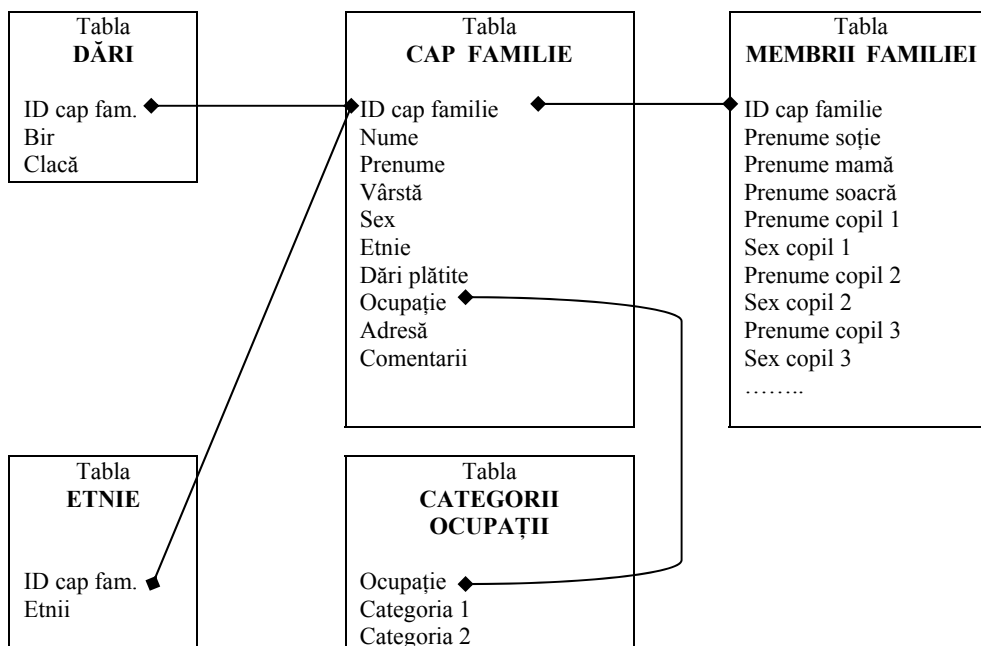 Tabla
DĂRI
ID cap fam.
Bir
Clacă
Tabla
CAP FAMILIE
ID cap familie
Nume
Prenume
Vârstă
Sex
Etnie
Dări plătite
Ocupație
Adresă
Comentarii
Tabla
MEMBRII FAMILIEI
ID cap familie
Prenume soție
Prenume mamă
Prenume soacră
Prenume copil 1
Sex copil 1
Prenume copil 2
Sex copil 2
Prenume copil 3
Sex copil 3
……..
Tabla
ETNIE
ID cap fam.
Etnii
Tabla
CATEGORII
OCUPAȚII
Ocupație
Categoria 1
Categoria 2